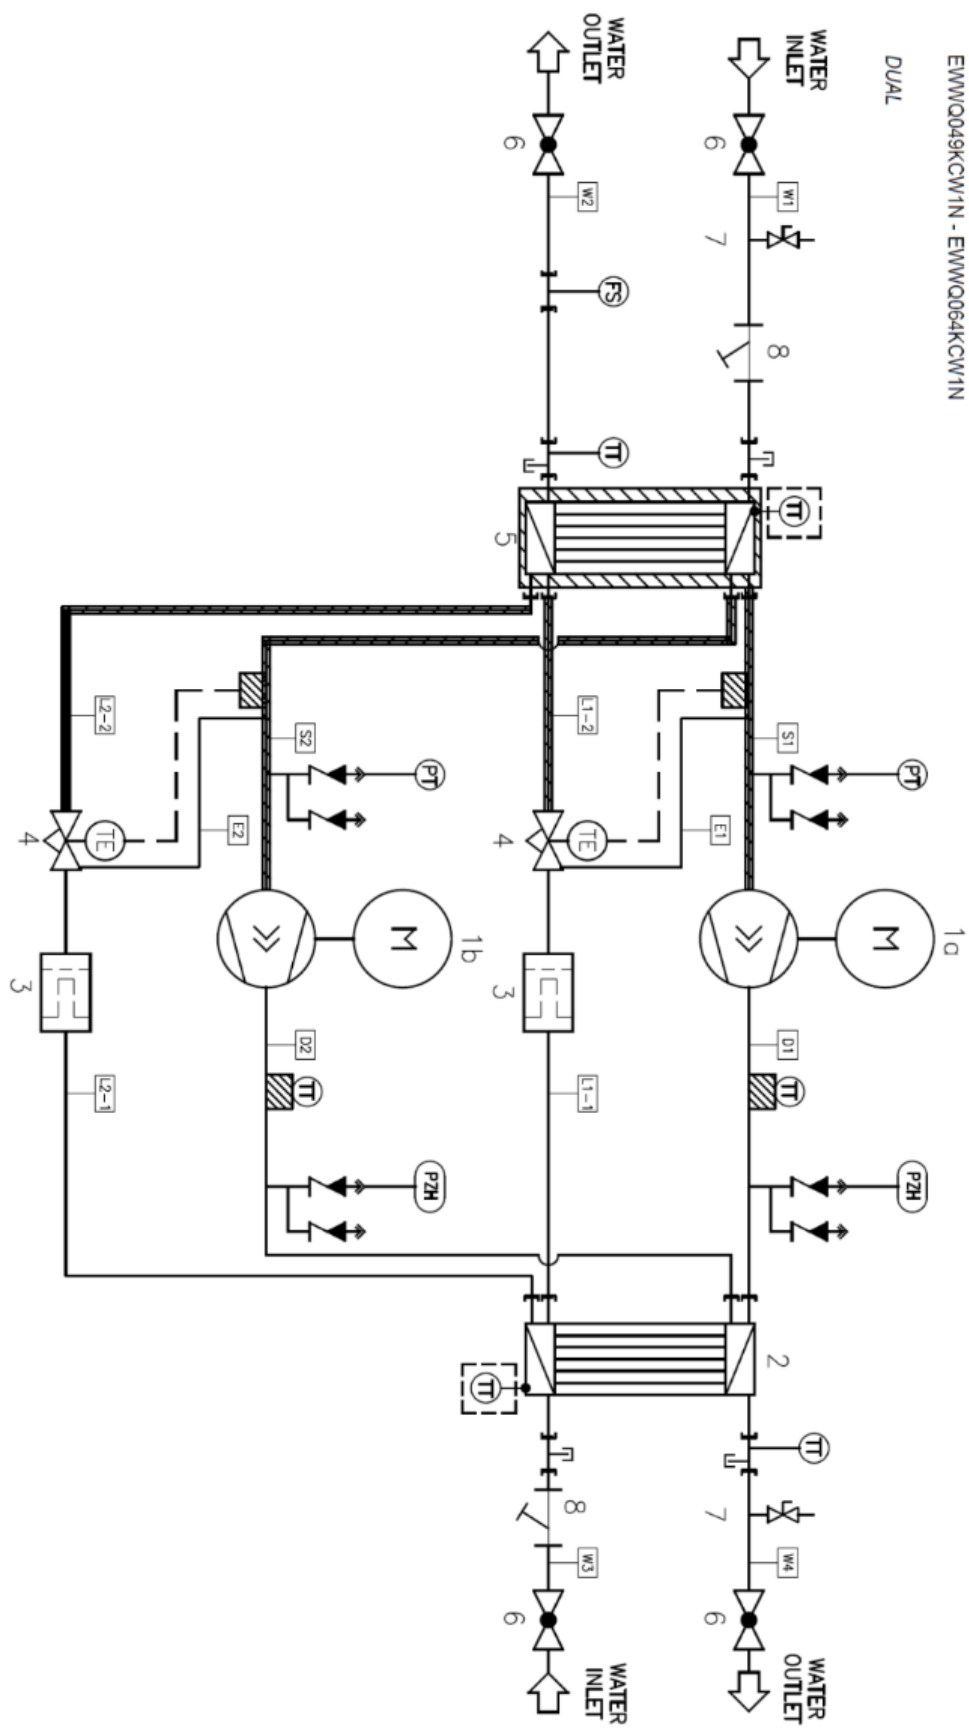 EWWQ049KCW1N - EWWQ064KCW1N
DUAL
WATER
INLET
6
W1
7
8
TT
WATER
OUTLET
6
W2
FS
TT
5
1a
M
S1
PT
D1
TT
PZH
E1
L1-2
TE
4
3
L1-1
1b
M
S2
PT
D2
TT
PZH
E2
L2-2
TE
4
3
L2-1
2
TT
TT
7
W4
6
WATER
OUTLET
8
W3
6
WATER
INLET